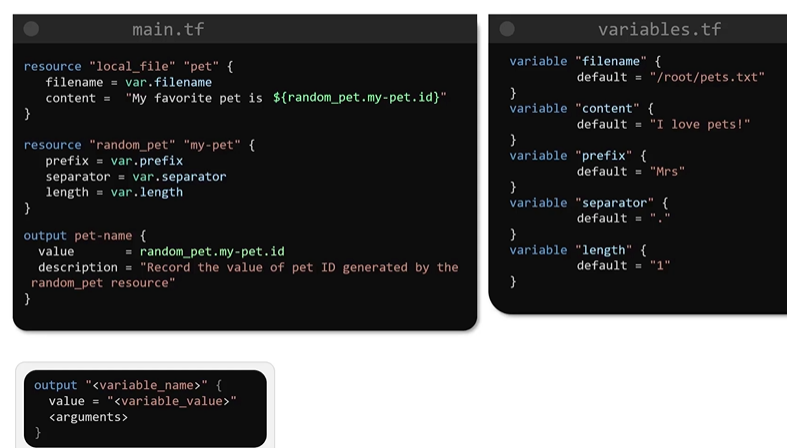 main.tf
resource "local_file" "pet" {
filename = var.filename
content = "My favorite pet is ${random_pet.my-pet.id}"
}
resource "random_pet" "my-pet" {
prefix = var.prefix
separator = var.separator
length = var.length
}
output pet-name {
value = random_pet.my-pet.id
description = "Record the value of pet ID generated by the
random_pet resource"
}
variables.tf
variable "filename" {
default = "/root/pets.txt"
}
variable "content" {
default = "I love pets!"
}
variable "prefix" {
default = "Mrs"
}
variable "separator" {
default = "."
}
variable "length" {
default = "1"
}
output "<variable_name>" {
value = "<variable_value>"
<arguments>
}